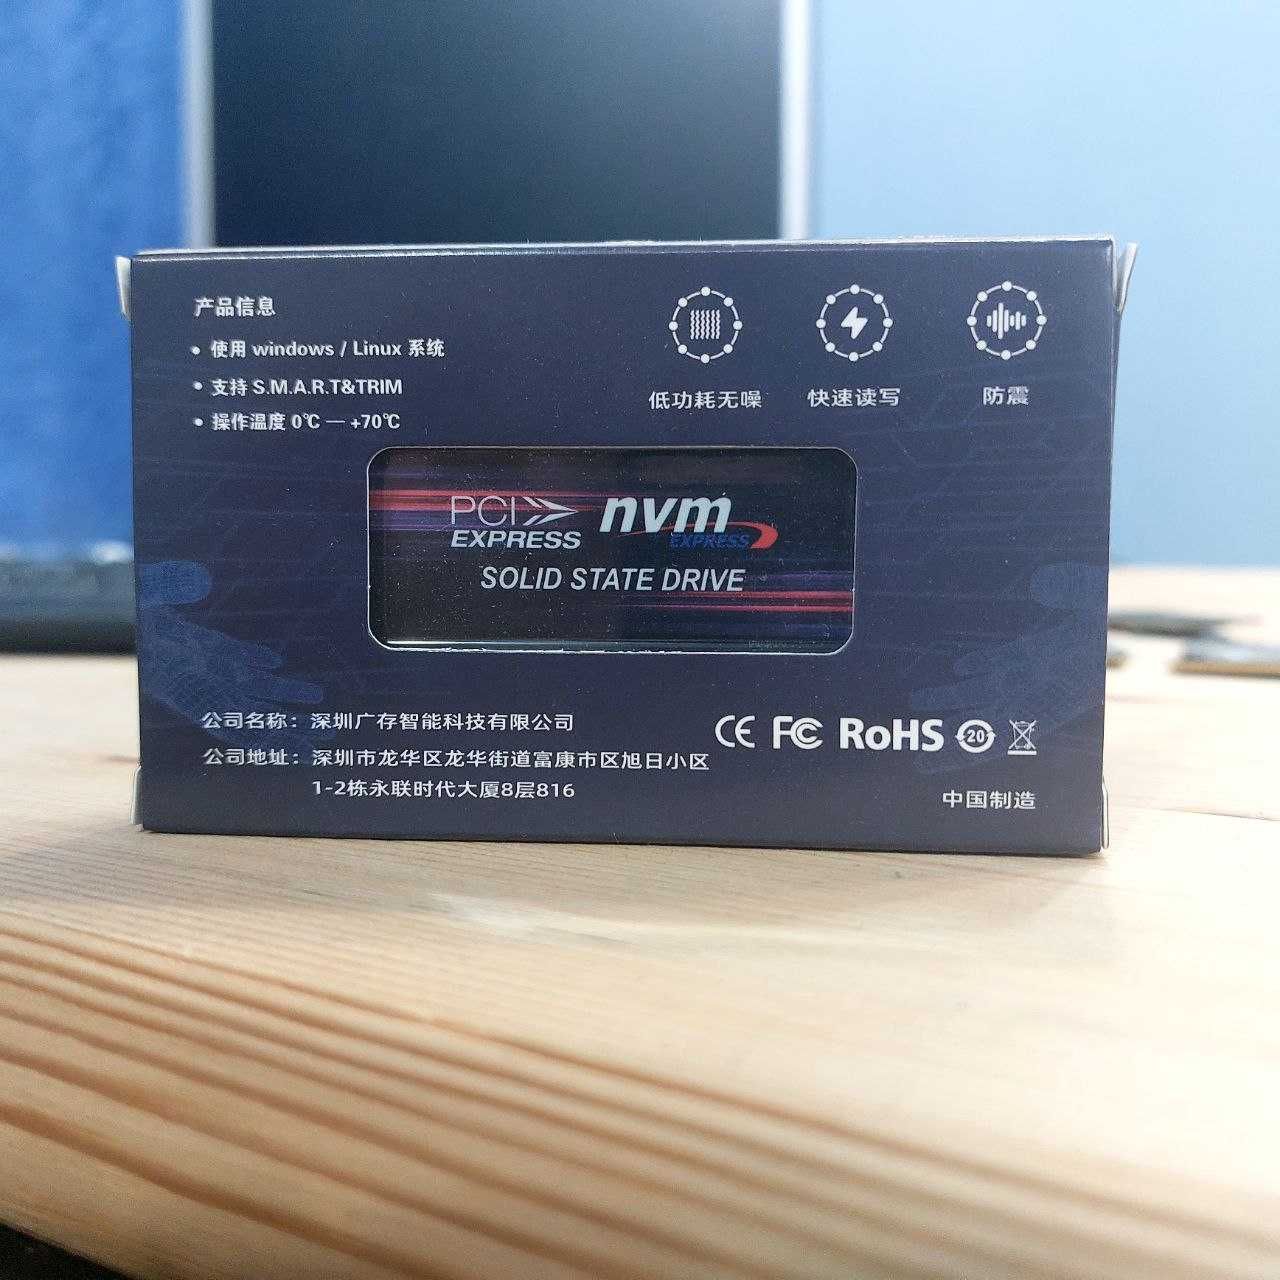 产品信息
• 使用 windows / Linux 系统
• 支持 S.M.A.R.T&TRIM
• 操作温度 0℃ — +70℃
低功耗无噪
快速读写
防震
PCI EXPRESS
nvm EXPRESS
SOLID STATE DRIVE
公司名称：深圳广存智能科技有限公司
公司地址：深圳市龙华区龙华街道富康市区旭日小区
1-2栋永联时代大厦8层816
CE FC RoHS 20
中国制造